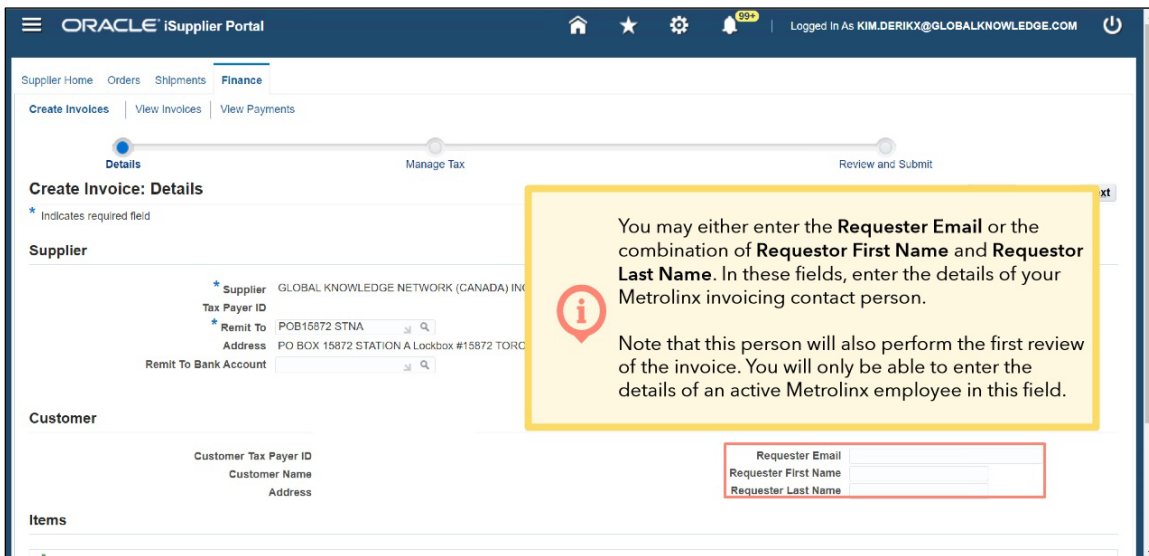 ORACLE® iSupplier Portal
99+
Logged In As KIM.DERIKX@GLOBALKNOWLEDGE.COM
Supplier Home Orders Shipments Finance
Create Invoices View Invoices View Payments
Details Manage Tax Review and Submit
Create Invoice: Details
xt
* Indicates required field
You may either enter the Requester Email or the
combination of Requestor First Name and Requestor
Last Name. In these fields, enter the details of your
Metrolinx invoicing contact person.
Note that this person will also perform the first review
of the invoice. You will only be able to enter the
details of an active Metrolinx employee in this field.
Supplier
* Supplier GLOBAL KNOWLEDGE NETWORK (CANADA) INC
Tax Payer ID
* Remit To POB15872 STNA
Address PO BOX 15872 STATION A Lockbox #15872 TORO
Remit To Bank Account
Customer
Customer Tax Payer ID
Customer Name
Address
Requester Email
Requester First Name
Requester Last Name
Items